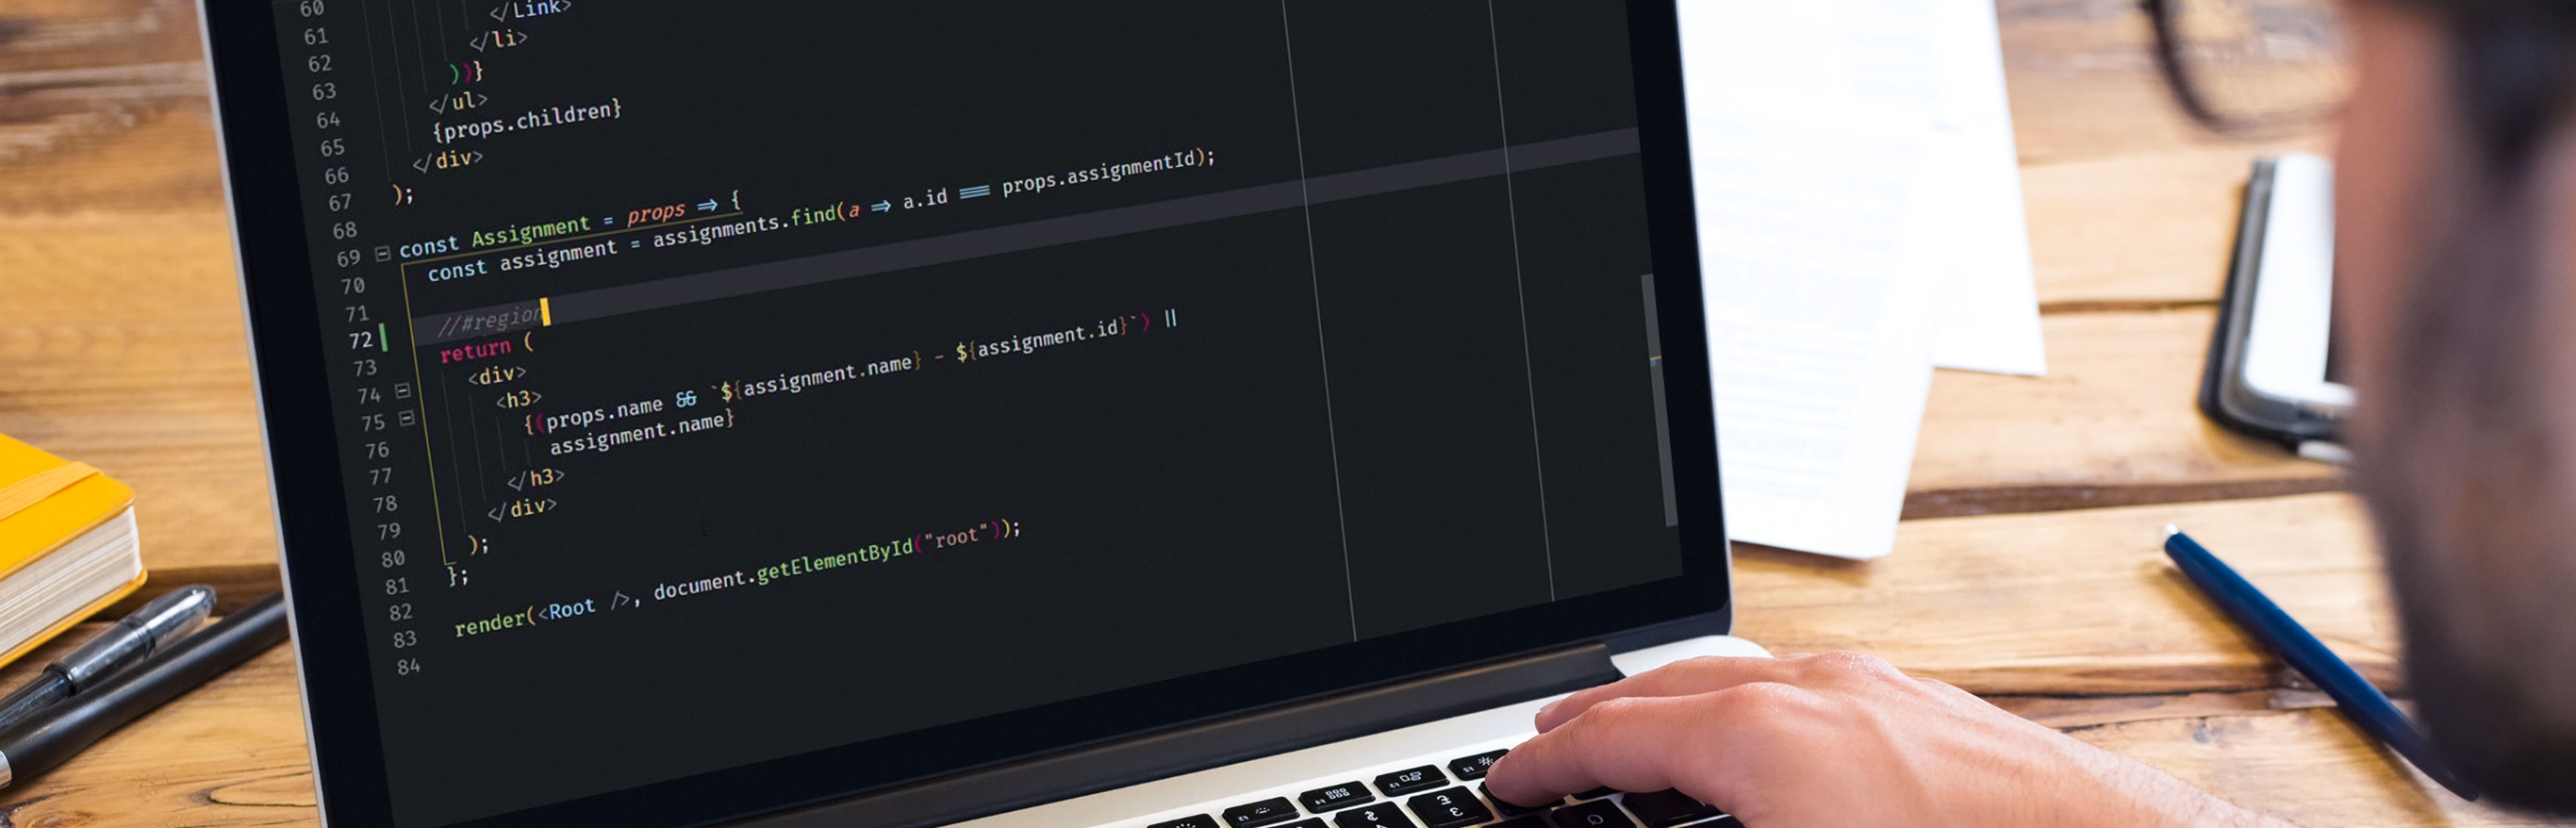 60 </Link>
61 </li>
62 ))}
63 </ul>
64 {props.children}
65 </div>
66 );
67
68
69 const Assignment = props => {
70 const assignment = assignments.find(a => a.id === props.assignmentId);
71
72 //#region
73 return (
74 <div>
75 <h3>
76 {(props.name && `${assignment.name} - ${assignment.id}`) ||
77 assignment.name}
78 </h3>
79 </div>
80 );
81 };
82
83 render(<Root />, document.getElementById("root"));
84